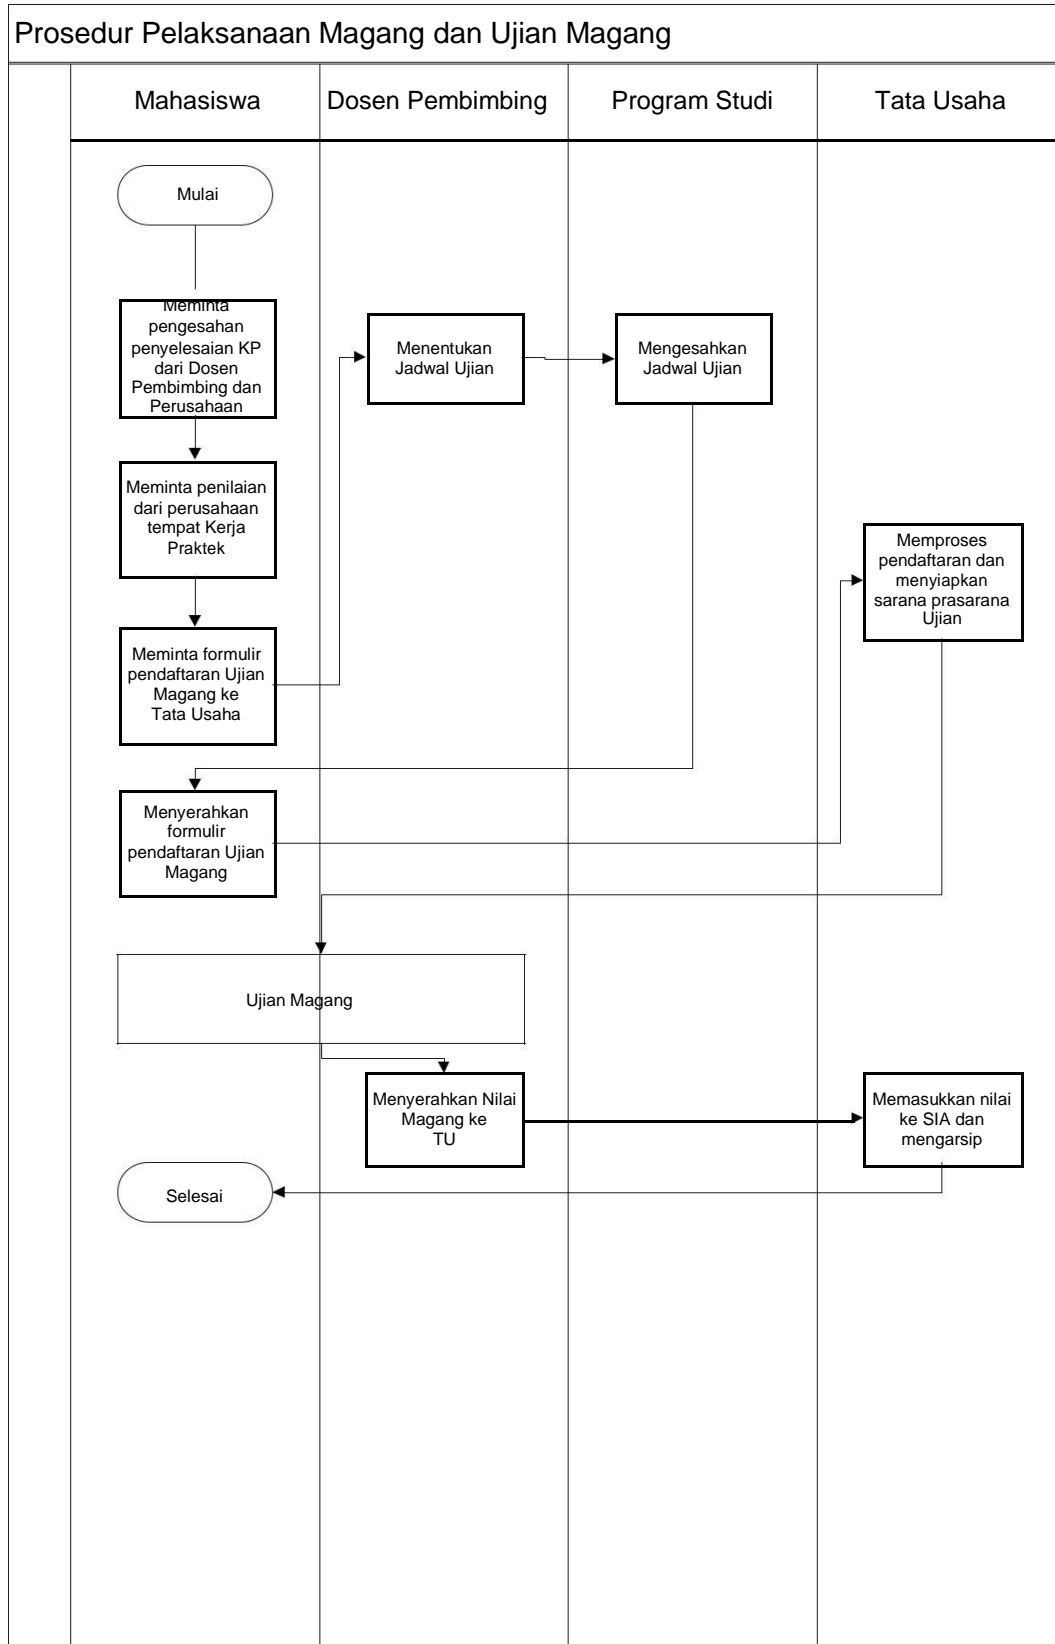 Prosedur Pelaksanaan Magang dan Ujian Magang
Mahasiswa
Dosen Pembimbing
Program Studi
Tata Usaha
Mulai
Meminta
pengesahan
penyelesaian KP
dari Dosen
Pembimbing dan
Perusahaan
Menentukan
Jadwal Ujian
Mengesahkan
Jadwal Ujian
Meminta penilaian
dari perusahaan
tempat Kerja
Praktek
Memproses
pendaftaran dan
menyiapkan
sarana prasarana
Ujian
Meminta formulir
pendaftaran Ujian
Magang ke
Tata Usaha
Menyerahkan
formulir
pendaftaran Ujian
Magang
Ujian Magang
Menyerahkan Nilai
Magang ke
TU
Memasukkan nilai
ke SIA dan
mengarsip
Selesai